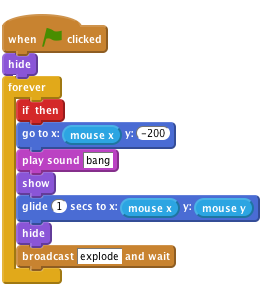 when clicked
hide
forever
if then
go to x: mouse x y: -200
play sound bang
show
glide 1 secs to x: mouse x y: mouse y
hide
broadcast explode and wait